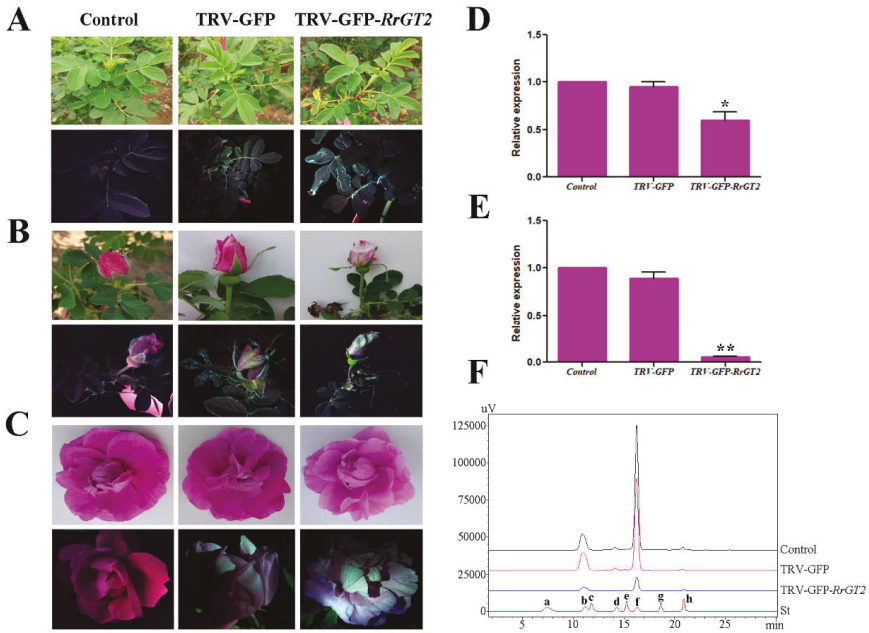 A Control TRV-GFP TRV-GFP-RrGT2
B
C
D
Relative expression
1.5
1.0
0.5
0.0
Control TRV-GFP TRV-GFP-RrGT2
*
E
Relative expression
1.5
1.0
0.5
0.0
Control TRV-GFP TRV-GFP-RrGT2
**
F
uV
125000
100000
75000
50000
25000
0
Control
TRV-GFP
TRV-GFP-RrGT2
St
a b c d e f g h
5 10 15 20 25 min